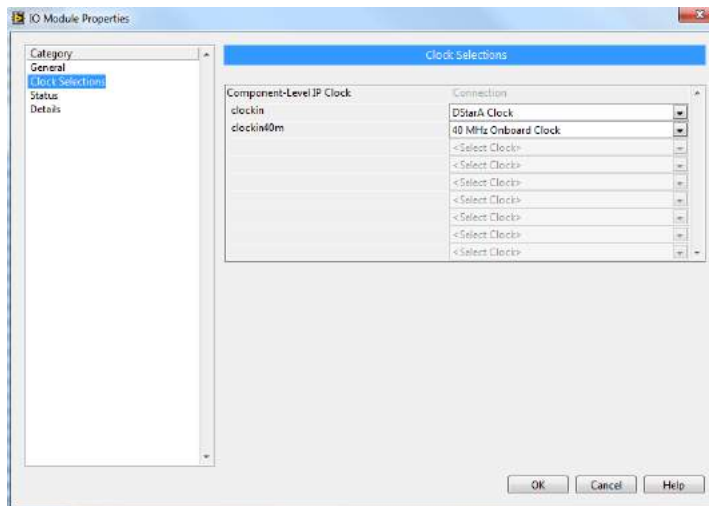 IO Module Properties
Category
General
Clock Selections
Status
Details
Clock Selections
Component-Level IP Clock Connection
clockin DStarA Clock
clockin40m 40 MHz Onboard Clock
<Select Clock>
<Select Clock>
<Select Clock>
<Select Clock>
<Select Clock>
<Select Clock>
<Select Clock>
OK Cancel Help